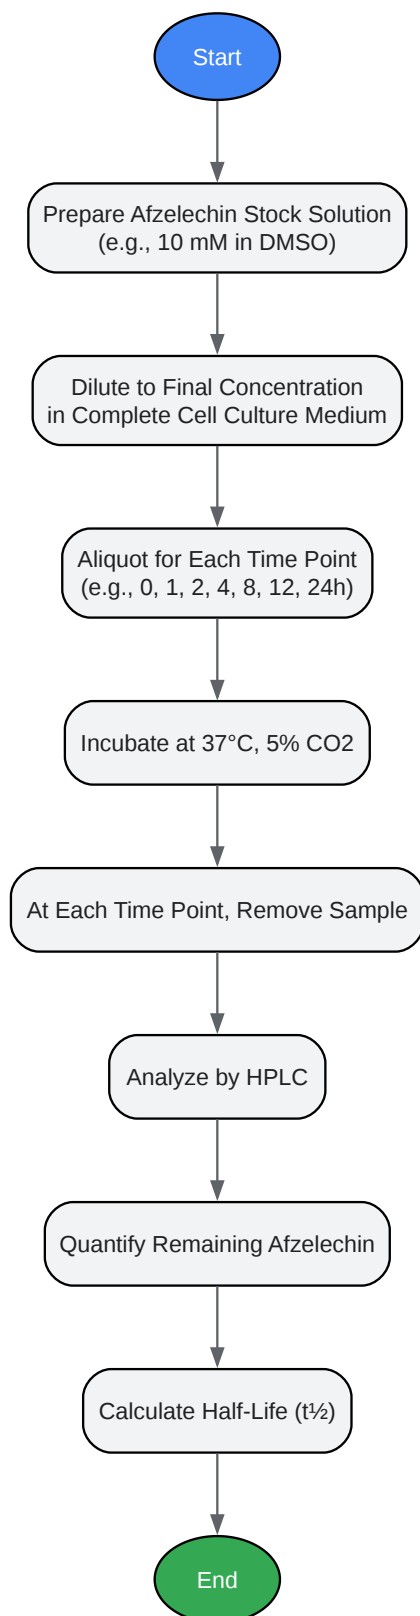 Start
Prepare Afzelechin Stock Solution
(e.g., 10 mM in DMSO)
Dilute to Final Concentration
in Complete Cell Culture Medium
Aliquot for Each Time Point
(e.g., 0, 1, 2, 4, 8, 12, 24h)
Incubate at 37°C, 5% CO2
At Each Time Point, Remove Sample
Analyze by HPLC
Quantify Remaining Afzelechin
Calculate Half-Life (t½)
End